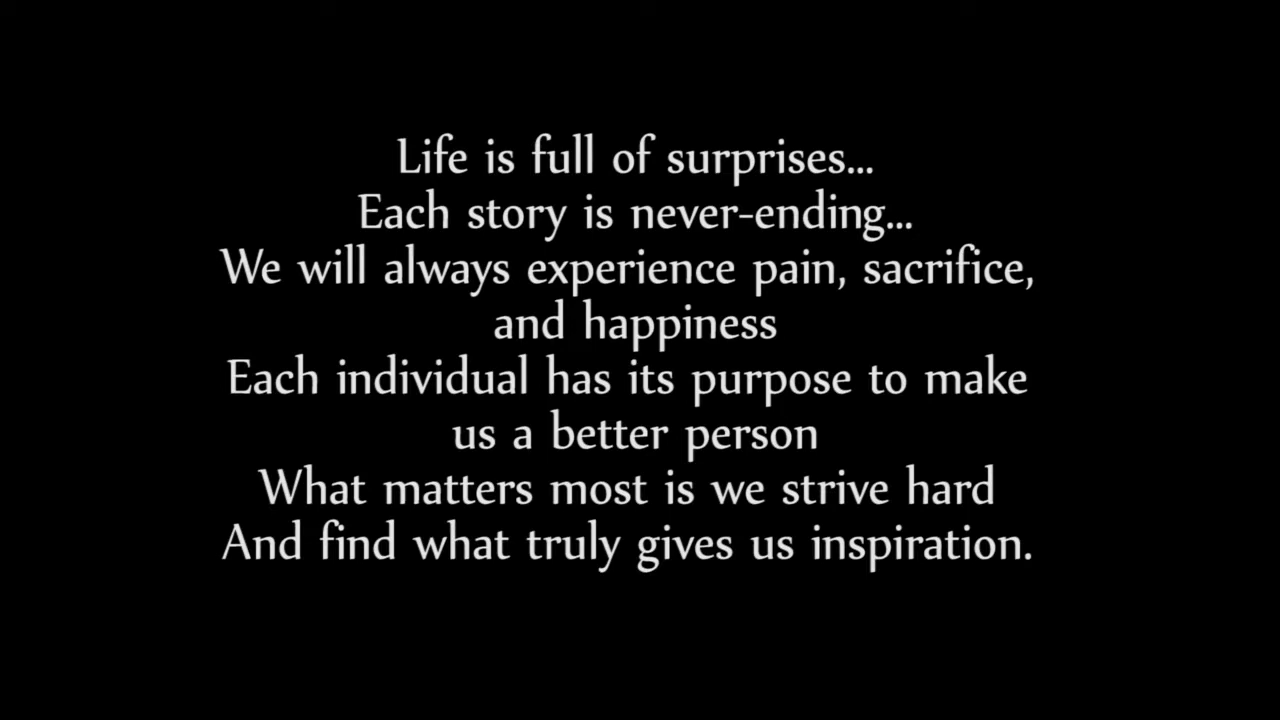 Life is full of surprises...
Each story is never-ending...
We will always experience pain, sacrifice,
and happiness
Each individual has its purpose to make
us a better person
What matters most is we strive hard
And find what truly gives us inspiration.